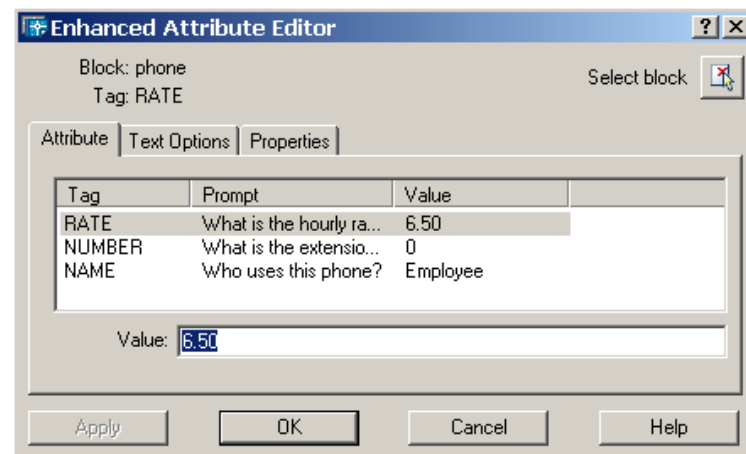 Enhanced Attribute Editor
Block: phone
Tag: RATE
Select block
Attribute Text Options Properties
Tag Prompt Value
RATE What is the hourly ra... 6.50
NUMBER What is the extensio... 0
NAME Who uses this phone? Employee
Value: 6.50
Apply OK Cancel Help